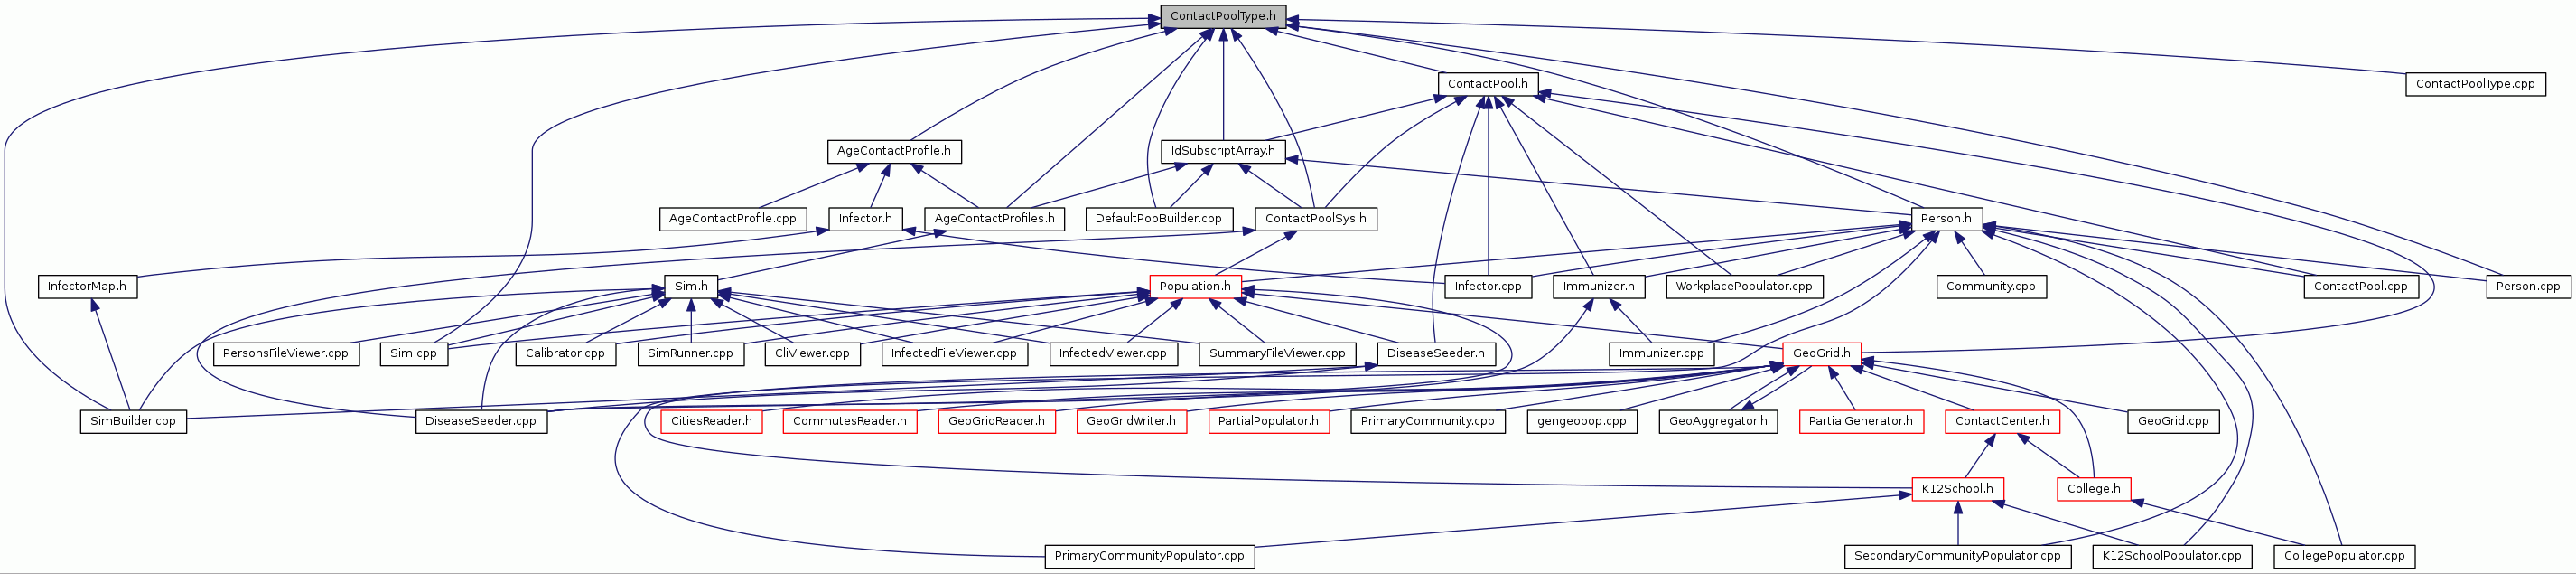 ContactPoolType.h
ContactPool.h
ContactPoolType.cpp
AgeContactProfile.h
IdSubscriptArray.h
AgeContactProfile.cpp
Infector.h
AgeContactProfiles.h
DefaultPopBuilder.cpp
ContactPoolSys.h
Person.h
InfectorMap.h
Sim.h
Population.h
Infector.cpp
Immunizer.h
WorkplacePopulator.cpp
Community.cpp
ContactPool.cpp
Person.cpp
PersonsFileViewer.cpp
Sim.cpp
Calibrator.cpp
SimRunner.cpp
CliViewer.cpp
InfectedFileViewer.cpp
InfectedViewer.cpp
SummaryFileViewer.cpp
DiseaseSeeder.h
Immunizer.cpp
GeoGrid.h
SimBuilder.cpp
DiseaseSeeder.cpp
CitiesReader.h
CommutesReader.h
GeoGridReader.h
GeoGridWriter.h
PartialPopulator.h
PrimaryCommunity.cpp
gengeopop.cpp
GeoAggregator.h
PartialGenerator.h
ContactCenter.h
GeoGrid.cpp
K12School.h
College.h
PrimaryCommunityPopulator.cpp
SecondaryCommunityPopulator.cpp
K12SchoolPopulator.cpp
CollegePopulator.cpp